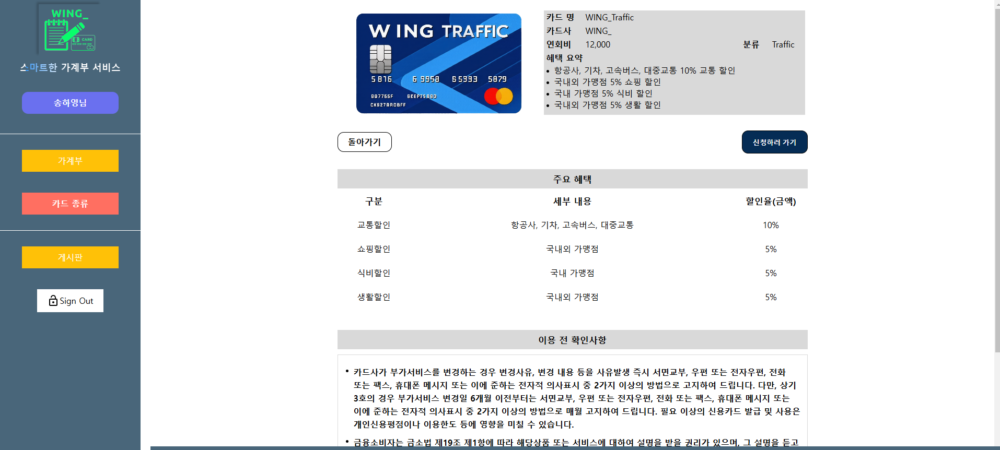 WING_
CARD
스마트한 가계부 서비스
송하영님
가계부
카드 종류
게시판
Sign Out
WING TRAFFIC
5816 6 9958 65393 5879
카드 명 WING_Traffic
카드사 WING_
연회비 12,000 분류 Traffic
혜택 요약
• 항공사, 기차, 고속버스, 대중교통 10% 교통 할인
• 국내외 가맹점 5% 쇼핑 할인
• 국내 가맹점 5% 식비 할인
• 국내외 가맹점 5% 생활 할인
돌아가기
신청하러 가기
주요 혜택
구분 세부 내용 할인율(금액)
교통할인 항공사, 기차, 고속버스, 대중교통 10%
쇼핑할인 국내외 가맹점 5%
식비할인 국내 가맹점 5%
생활할인 국내외 가맹점 5%
이용 전 확인사항
• 카드사가 부가서비스를 변경하는 경우 변경사유, 변경 내용 등을 사유발생 즉시 서면교부, 우편 또는 전자우편, 전화
또는 팩스, 휴대폰 메시지 또는 이에 준하는 전자적 의사표시 중 2가지 이상의 방법으로 고지하여 드립니다. 다만, 상기
3호의 경우 부가서비스 변경일 6개월 이전부터는 서면교부, 우편 또는 전자우편, 전화 또는 팩스, 휴대폰 메시지 또는
이에 준하는 전자적 의사표시 중 2가지 이상의 방법으로 매월 고지하여 드립니다. 필요 이상의 신용카드 발급 및 사용은
개인신용평점이나 이용한도 등에 영향을 미칠 수 있습니다.
• 금융소비자는 금소법 제19조 제1항에 따라 해당상품 또는 서비스에 대하여 설명을 받을 권리가 있으며, 그 설명을 듣고